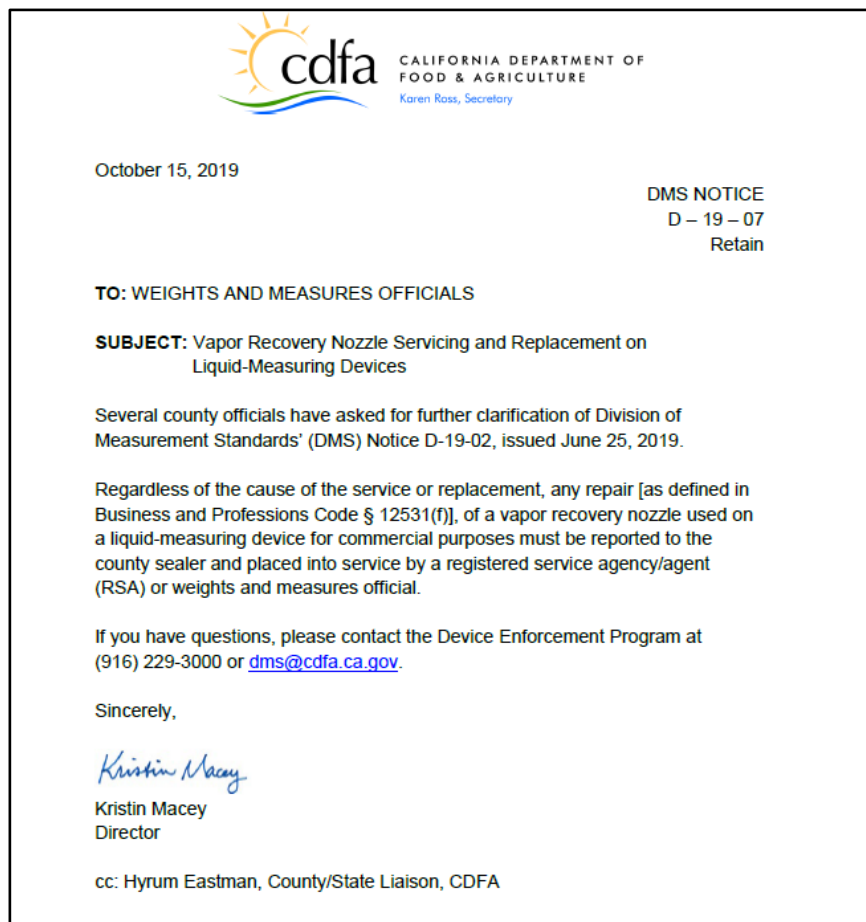 cdfa
CALIFORNIA DEPARTMENT OF
FOOD & AGRICULTURE
Karen Ross, Secretary
October 15, 2019
DMS NOTICE
D – 19 – 07
Retain
TO: WEIGHTS AND MEASURES OFFICIALS
SUBJECT: Vapor Recovery Nozzle Servicing and Replacement on
Liquid-Measuring Devices
Several county officials have asked for further clarification of Division of
Measurement Standards' (DMS) Notice D-19-02, issued June 25, 2019.
Regardless of the cause of the service or replacement, any repair [as defined in
Business and Professions Code § 12531(f)], of a vapor recovery nozzle used on
a liquid-measuring device for commercial purposes must be reported to the
county sealer and placed into service by a registered service agency/agent
(RSA) or weights and measures official.
If you have questions, please contact the Device Enforcement Program at
(916) 229-3000 or dms@cdfa.ca.gov.
Sincerely,
Kristin Macey
Kristin Macey
Director
cc: Hyrum Eastman, County/State Liaison, CDFA